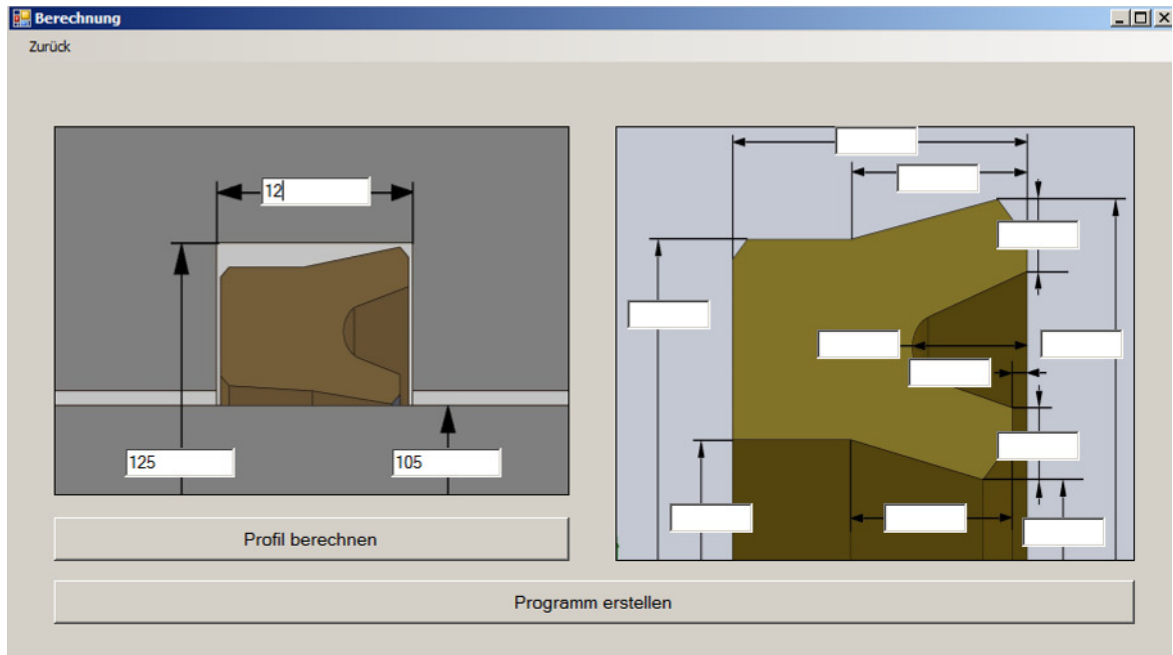 Berechnung
Zurück
12
125
105
Profil berechnen
Programm erstellen